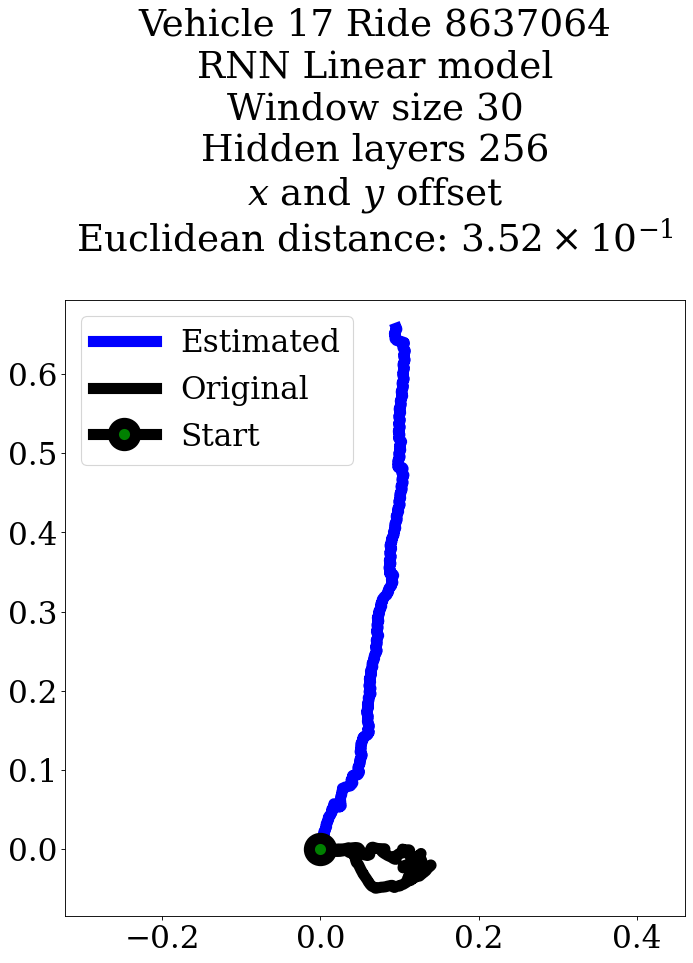 Vehicle 17 Ride 8637064
RNN Linear model
Window size 30
Hidden layers 256
x and y offset
Euclidean distance: 3.52 × 10⁻¹
Estimated
Original
Start
0.6
0.5
0.4
0.3
0.2
0.1
0.0
−0.2 0.0 0.2 0.4